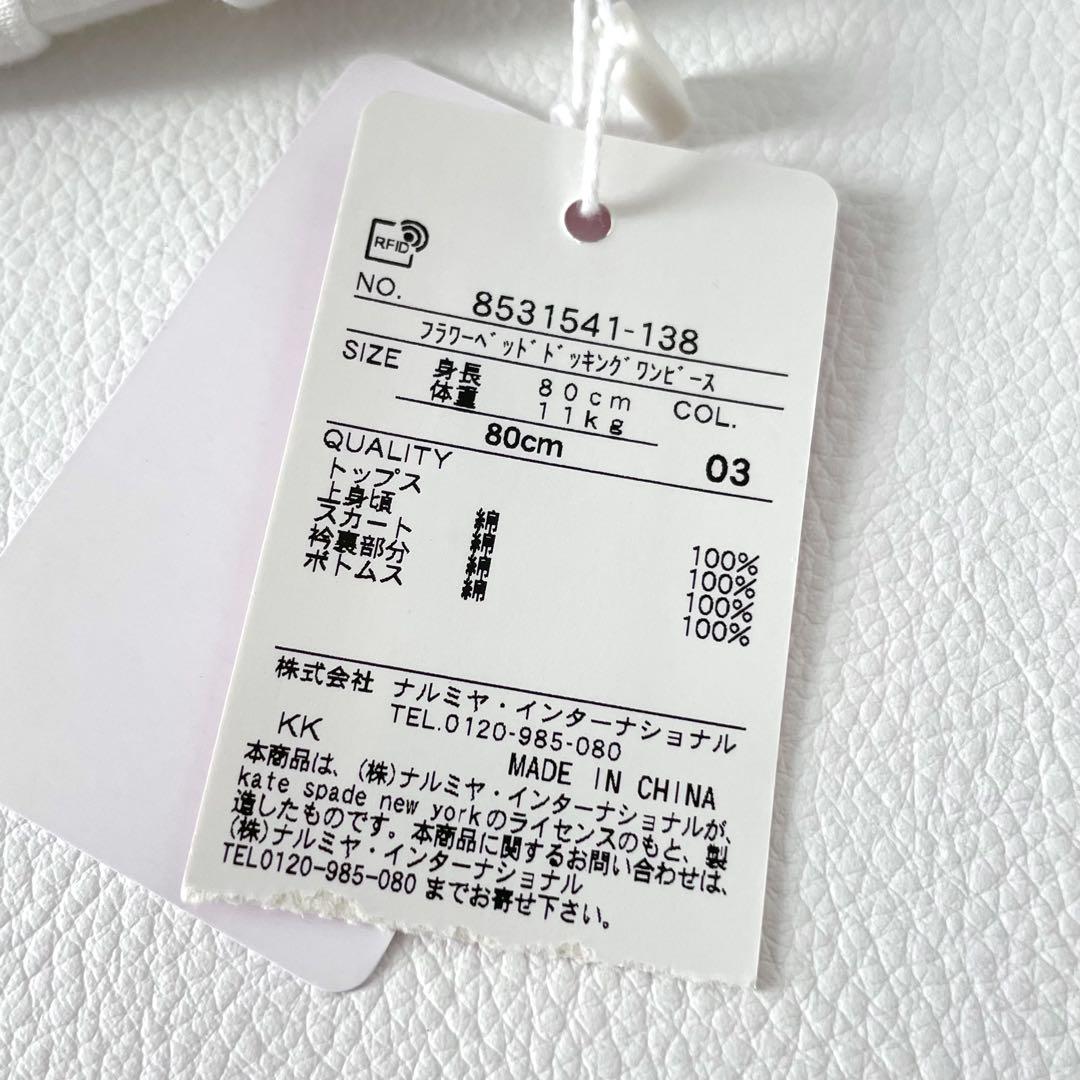 RFID
NO. 8531541-138
フラワーベッドドッキングワンピース
SIZE 身長 80cm COL.
体重 11kg
80cm 03
QUALITY
トップス
上身頃 綿 100%
スカート 綿 100%
衿裏部分 綿 100%
ボトムス 綿 100%
株式会社 ナルミヤ・インターナショナル
TEL.0120-985-080
KK MADE IN CHINA
本商品は、(株)ナルミヤ・インターナショナルが、
kate spade new yorkのライセンスのもと、製
造したものです。本商品に関するお問い合わせは、
(株)ナルミヤ・インターナショナル
TEL0120-985-080 までお寄せ下さい。